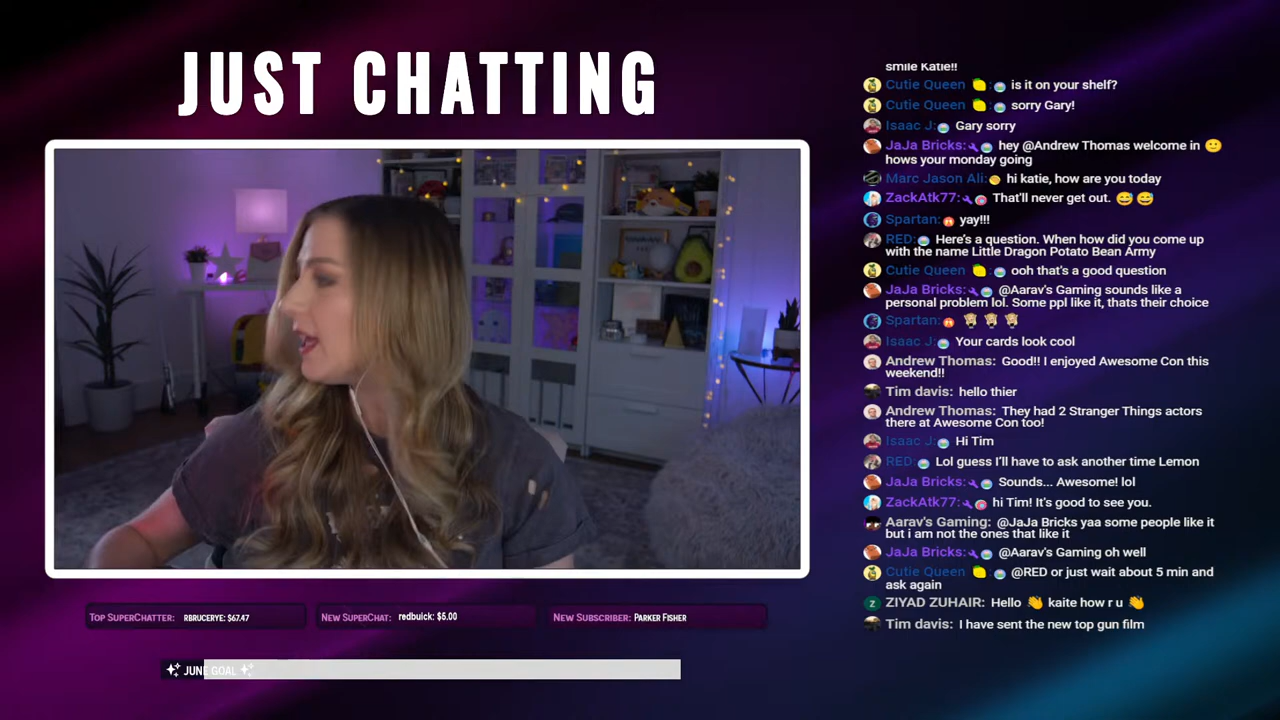 JUST CHATTING
smile Katie!!
Cutie Queen 🍋: is it on your shelf?
Cutie Queen 🍋: sorry Gary!
Isaac J: Gary sorry
JaJa Bricks: hey @Andrew Thomas welcome in 🙂
hows your monday going
Marc Jason Ali: hi katie, how are you today
ZackAtk77: That'll never get out. 😅 😅
Spartan: yay!!!
RED: Here's a question. When how did you come up
with the name Little Dragon Potato Bean Army
Cutie Queen 🍋: ooh that's a good question
JaJa Bricks: @Aarav's Gaming sounds like a
personal problem lol. Some ppl like it, thats their choice
Spartan:
Isaac J: Your cards look cool
Andrew Thomas: Good!! I enjoyed Awesome Con this
weekend!!
Tim davis: hello thier
Andrew Thomas: They had 2 Stranger Things actors
there at Awesome Con too!
Isaac J: Hi Tim
RED: Lol guess I'll have to ask another time Lemon
JaJa Bricks: Sounds... Awesome! lol
ZackAtk77: hi Tim! It's good to see you.
Aarav's Gaming: @JaJa Bricks yaa some people like it
but i am not the ones that like it
JaJa Bricks: @Aarav's Gaming oh well
Cutie Queen 🍋: @RED or just wait about 5 min and
ask again
Z ZIYAD ZUHAIR: Hello 👋 kaite how r u 👋
Tim davis: I have sent the new top gun film
TOP SUPERCHATTER: RBRUCERYE: $67.47
NEW SUPERCHAT: redbuick: $5.00
NEW SUBSCRIBER: PARKER FISHER
✨ JUNE GOAL ✨